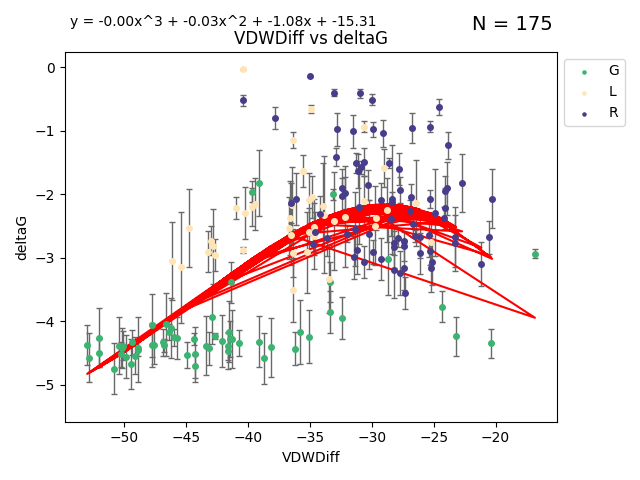 y = -0.00x^3 + -0.03x^2 + -1.08x + -15.31
N = 175
VDWDiff vs deltaG
G
L
R
deltaG
0
−1
−2
−3
−4
−5
−50
−45
−40
−35
−30
−25
−20
VDWDiff